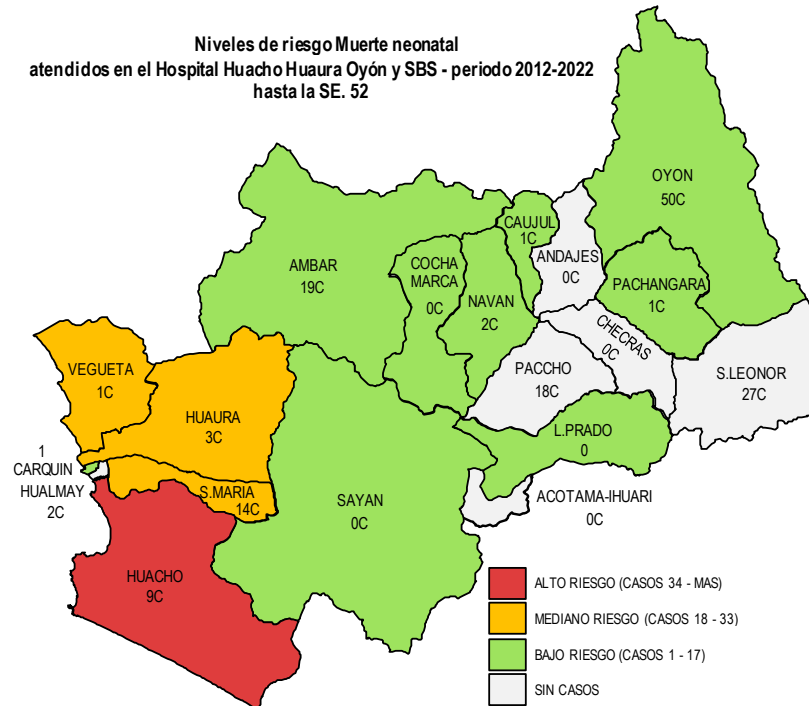 Niveles de riesgo Muerte neonatal
atendidos en el Hospital Huacho Huaura Oyón y SBS - periodo 2012-2022
hasta la SE. 52
OYON
50C
CAUJUL
1C
ANDAJES
0C
AMBAR
19C
COCHA
MARCA
0C
NAVAN
2C
PACHANGARA
1C
CHECRAS
0C
VEGUETA
1C
PACCHO
18C
S.LEONOR
27C
HUAURA
3C
L.PRADO
0
1
CARQUIN
HUALMAY
2C
S.MARIA
14C
SAYAN
0C
ACOTAMA-IHUARI
0C
HUACHO
9C
ALTO RIESGO (CASOS 34 - MAS)
MEDIANO RIESGO (CASOS 18 - 33)
BAJO RIESGO (CASOS 1 - 17)
SIN CASOS